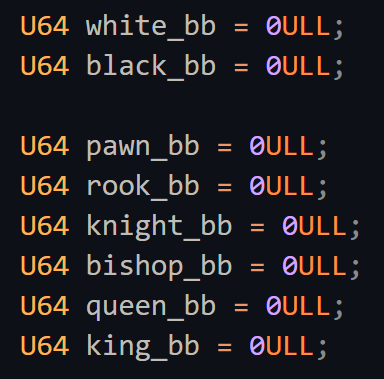 U64 white_bb = 0ULL;
U64 black_bb = 0ULL;
U64 pawn_bb = 0ULL;
U64 rook_bb = 0ULL;
U64 knight_bb = 0ULL;
U64 bishop_bb = 0ULL;
U64 queen_bb = 0ULL;
U64 king_bb = 0ULL;